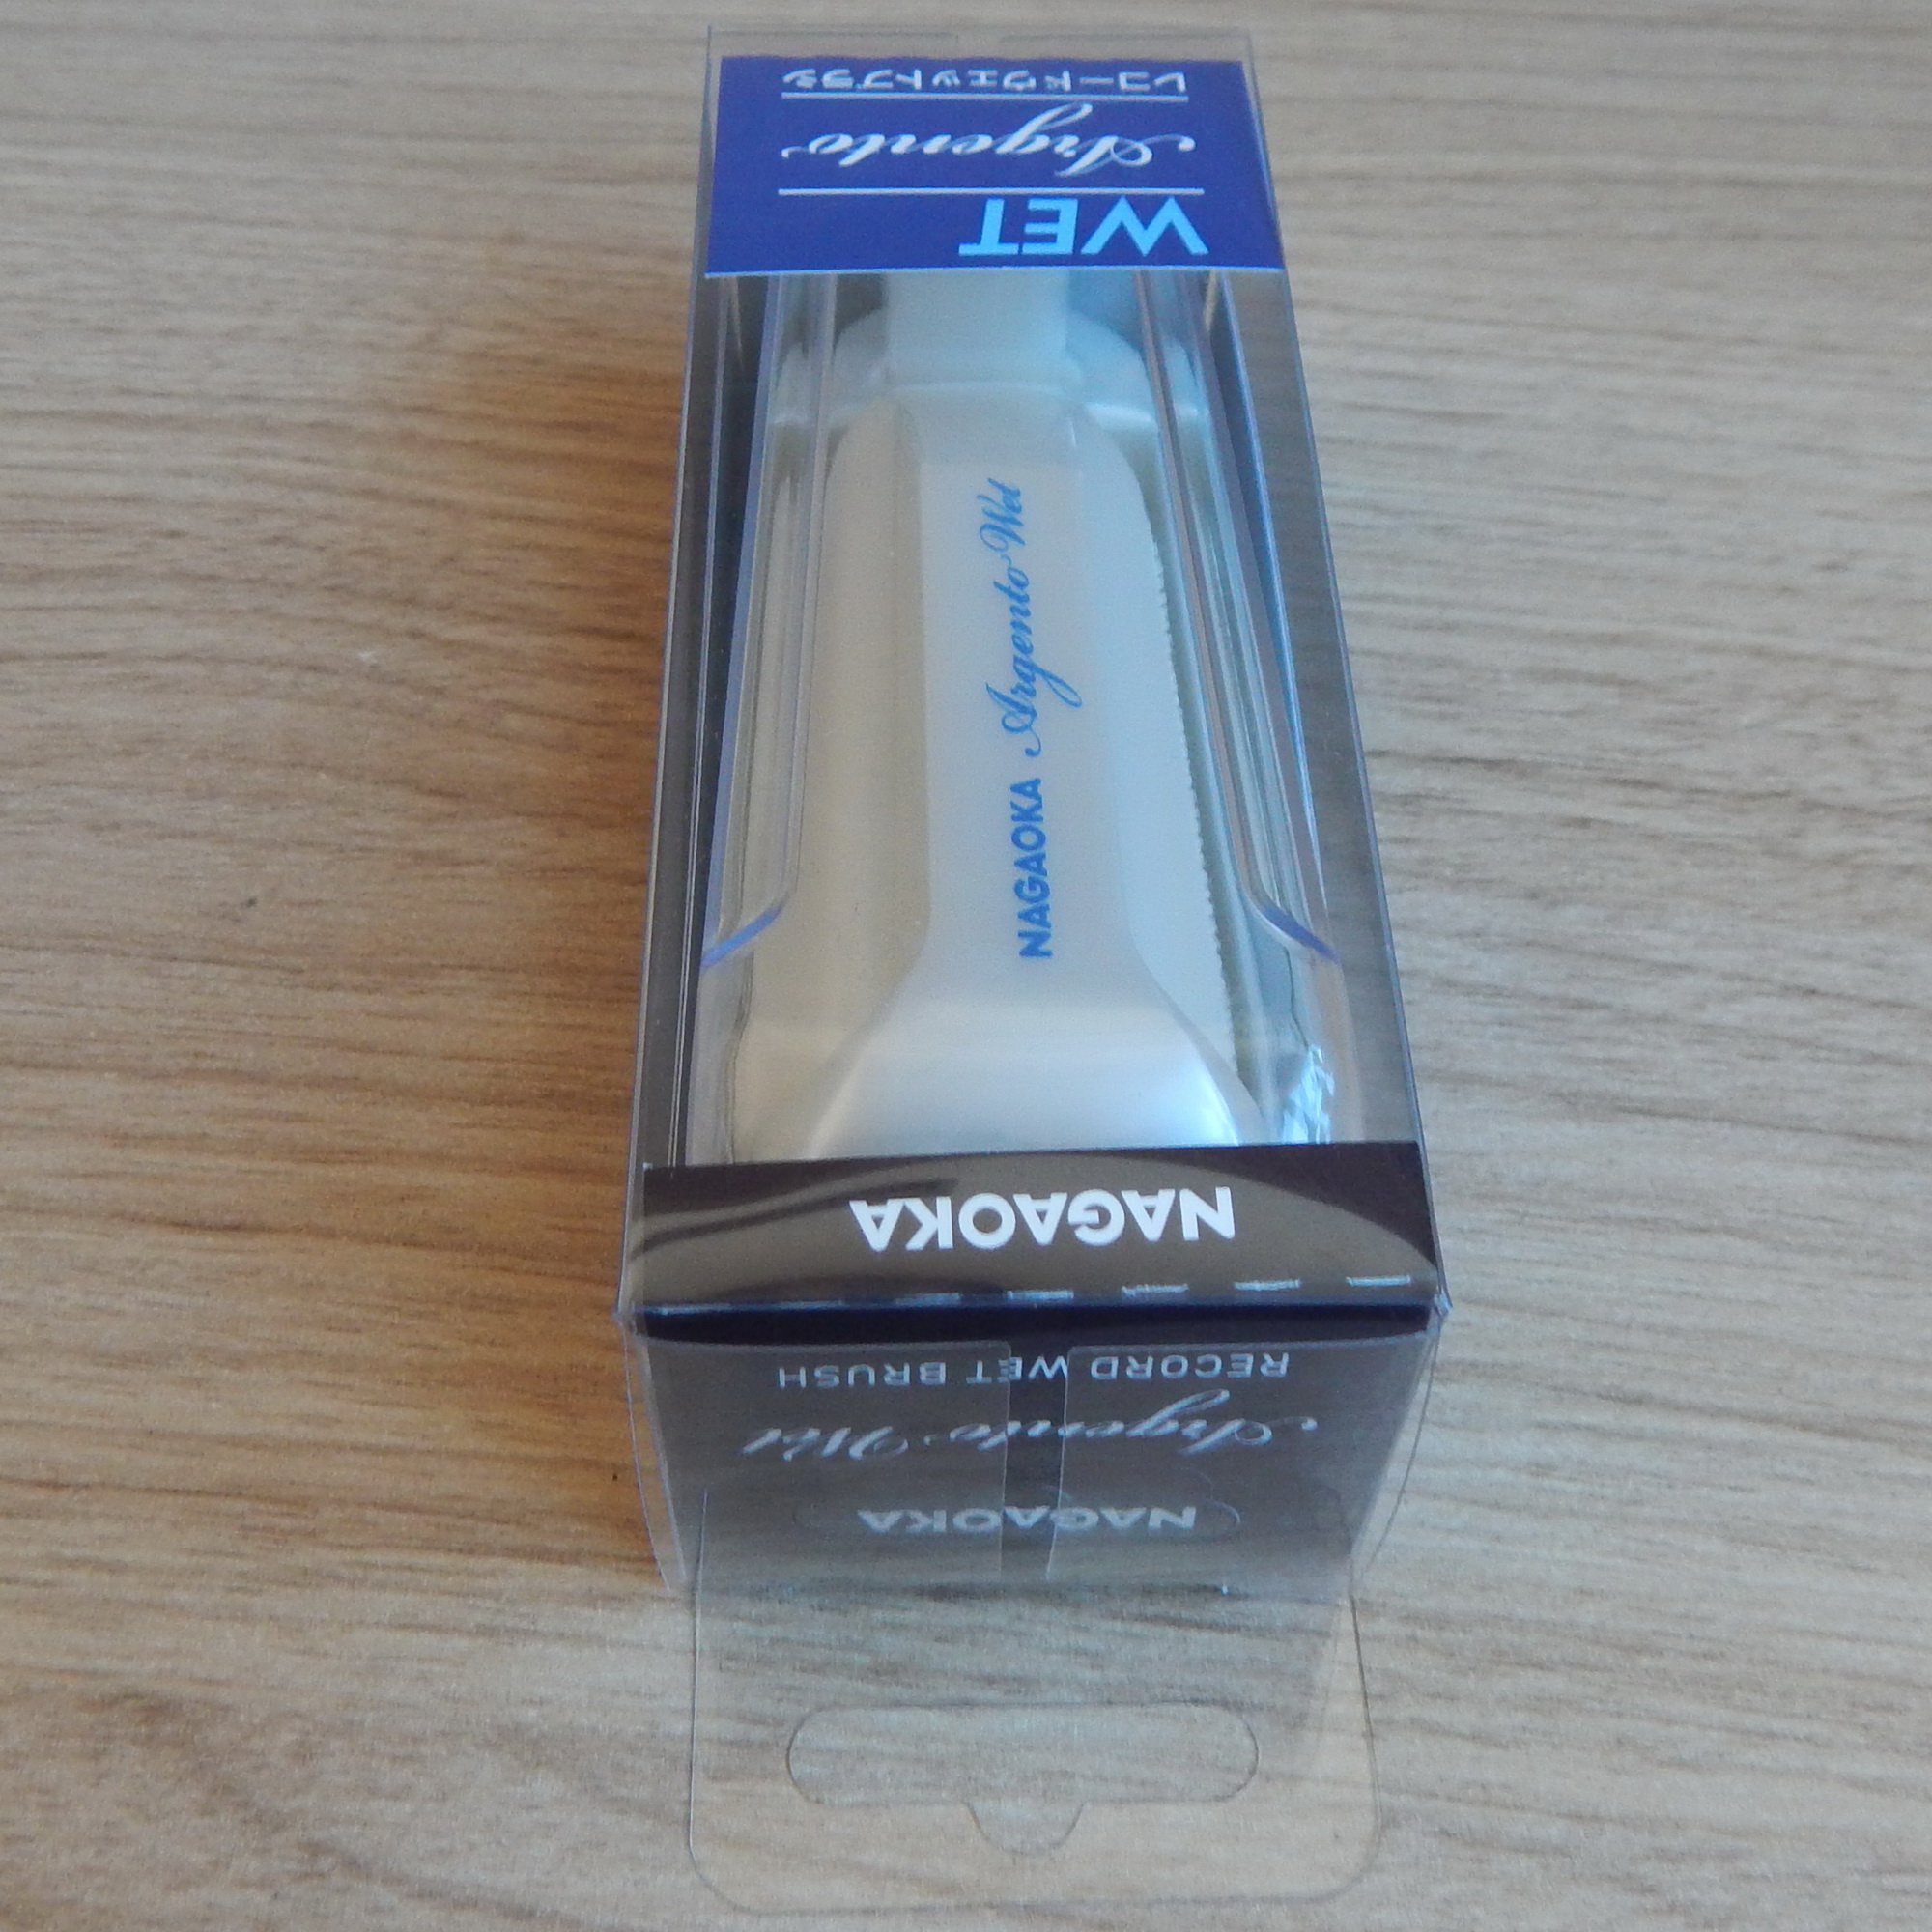 レコードウェットブラシ
Argento
WET
NAGAOKA Argento Wet
NAGAOKA
RECORD WET BRUSH
Argento Wet
NAGAOKA